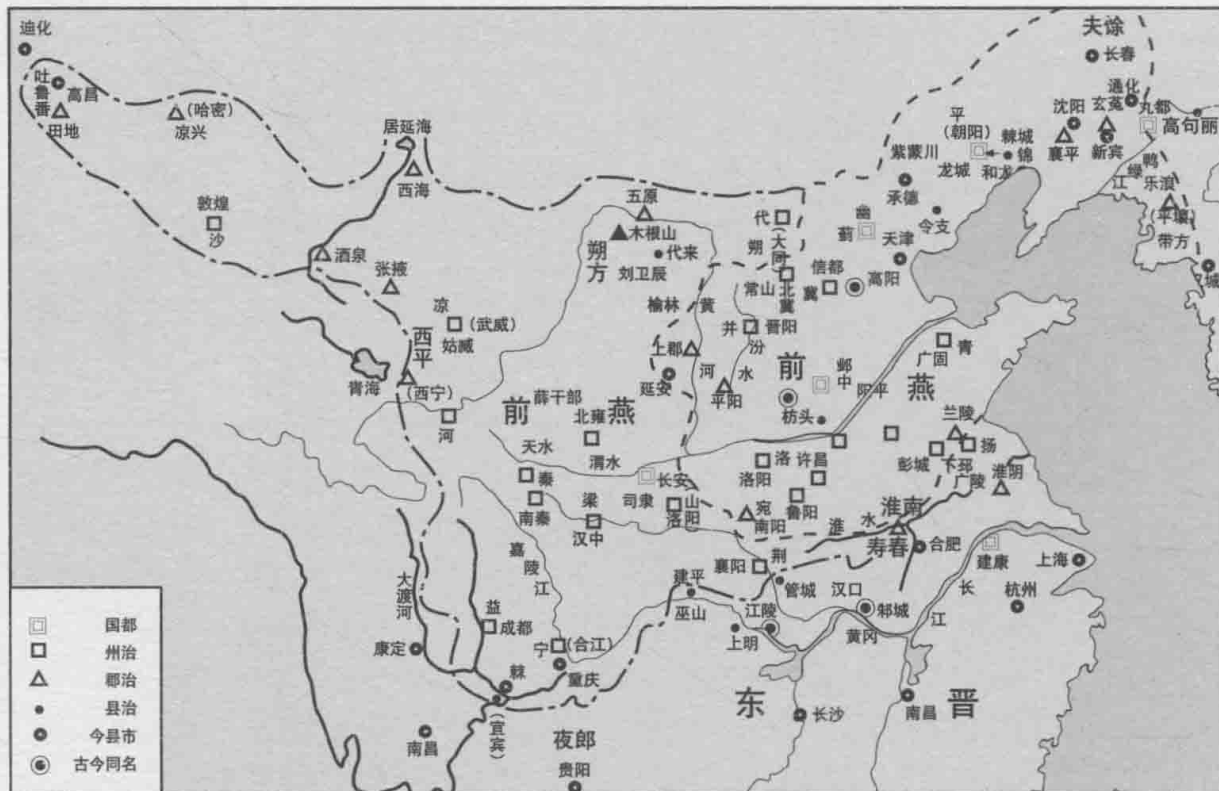 迪化
夫馀
长春
吐鲁番
高昌
田地
(哈密)
凉兴
居延海
西海
平
(朝阳)
棘城
紫蒙川
龙城
和龙
锦
沈阳
玄菟
通化
丸都
襄平
新宾
高句丽
鸭
绿
江
乐浪
(平壤)
带方
承德
令支
敦煌
沙
五原
木根山
朔方
代来
刘卫辰
代
朔
幽
蓟
天津
酒泉
张掖
常山
北冀
信都
冀
高阳
榆林
黄
河
凉
(武威)
姑臧
西平
(西宁)
青海
并
晋阳
汾
水
上郡
延安
平阳
前
邺
中
阳平
燕
广固
青
枋头
薛干部
前
燕
北雍
河
天水
渭水
兰陵
扬
彭城
下邳
广陵
淮阴
秦
南秦
梁
汉中
司隶
长安
山
洛阳
洛
洛阳
许昌
鲁阳
宛
南阳
淮
水
淮南
寿春
合肥
嘉陵江
大渡河
建康
上海
襄阳
荆
管城
汉口
邾城
黄冈
长
江
杭州
建平
巫山
上明
江陵
益
成都
康定
宁
(合江)
重庆
棘
(宜宾)
南昌
夜郎
贵阳
东
晋
长沙
南昌
国都
州治
郡治
县治
今县市
古今同名